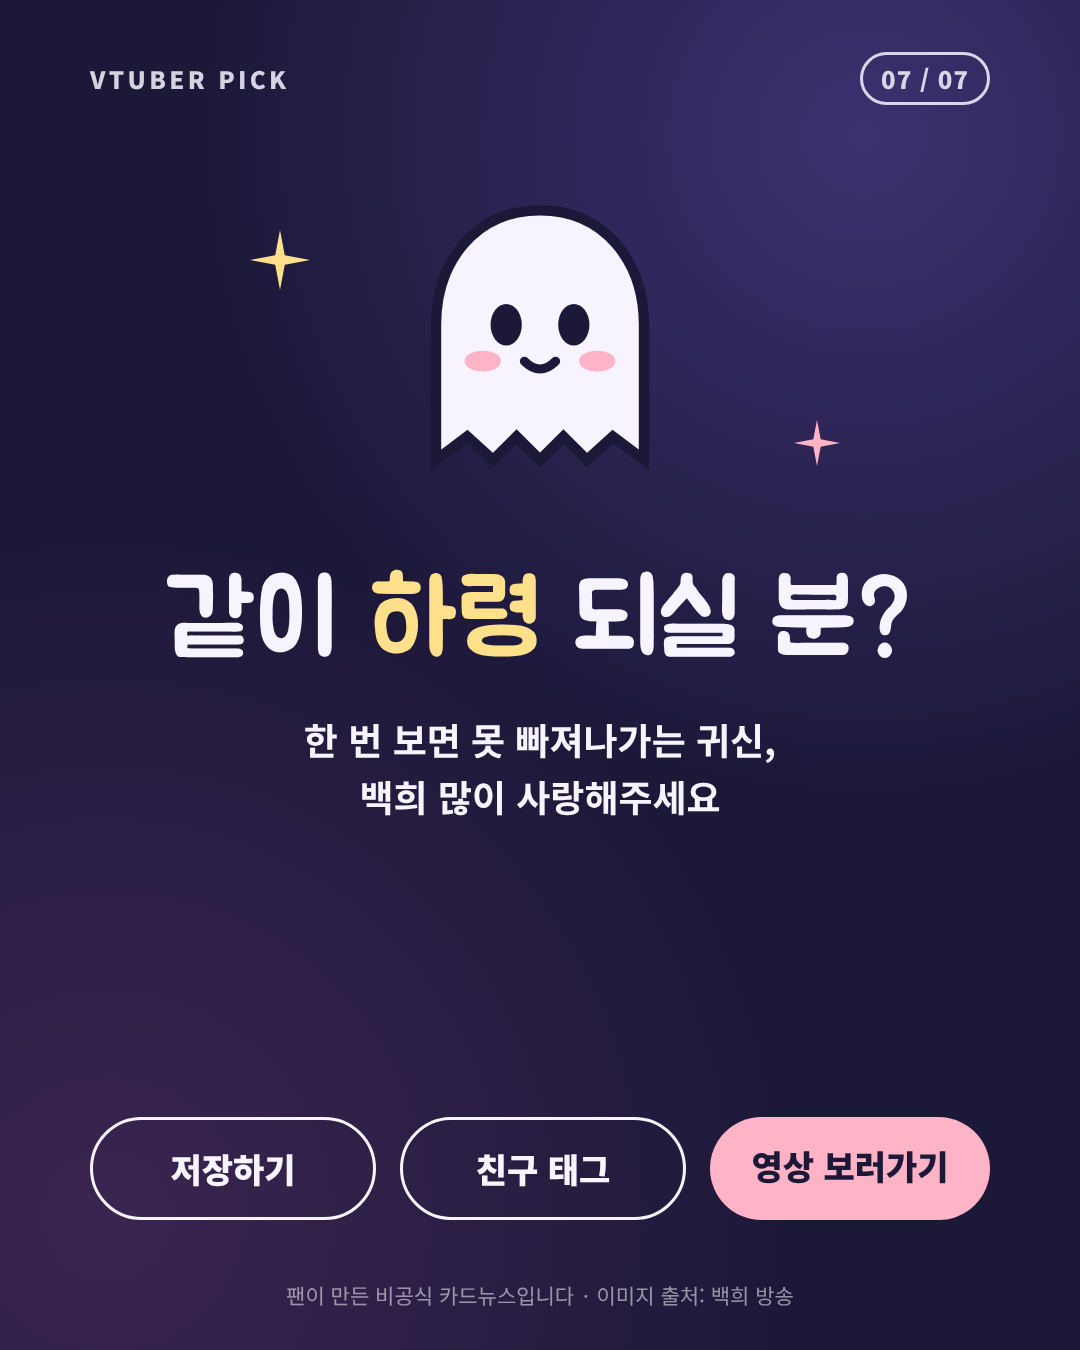 VTUBER PICK
07 / 07
같이 하령 되실 분?
한 번 보면 못 빠져나가는 귀신,
백희 많이 사랑해주세요
저장하기
친구 태그
영상 보러가기
팬이 만든 비공식 카드뉴스입니다 · 이미지 출처: 백희 방송